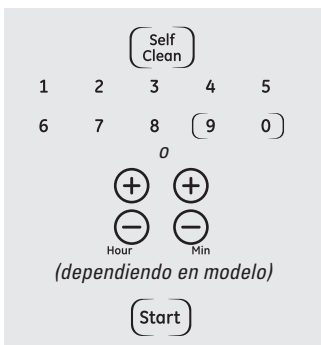 Self
Clean
1 2 3 4 5
6 7 8 9 0
o
+ +
− −
Hour Min
(dependiendo en modelo)
Start